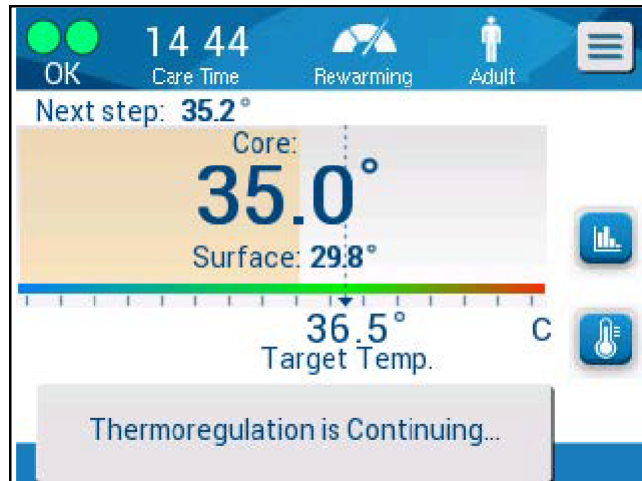 14 44
OK Care Time Rewarming Adult
Next step: 35.2°
Core:
35.0°
Surface: 29.8°
36.5° C
Target Temp.
Thermoregulation is Continuing...